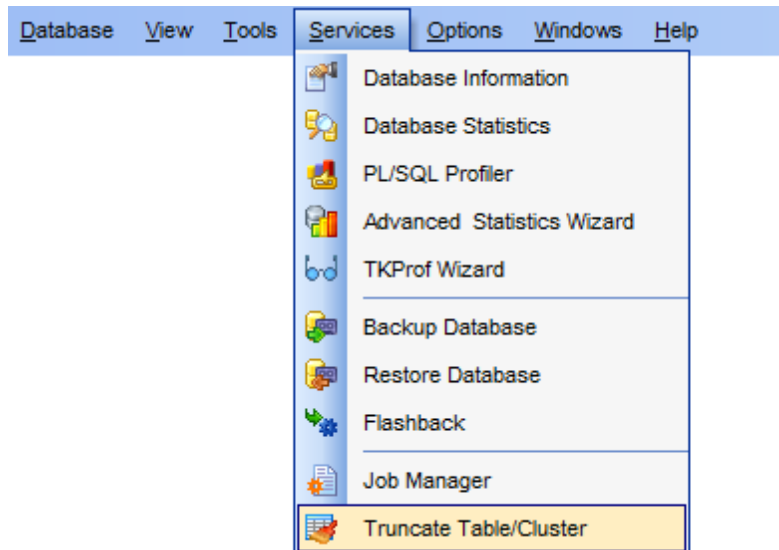 Database View Tools Services Options Windows Help
Database Information
Database Statistics
PL/SQL Profiler
Advanced  Statistics Wizard
TKProf Wizard
Backup Database
Restore Database
Flashback
Job Manager
Truncate Table/Cluster